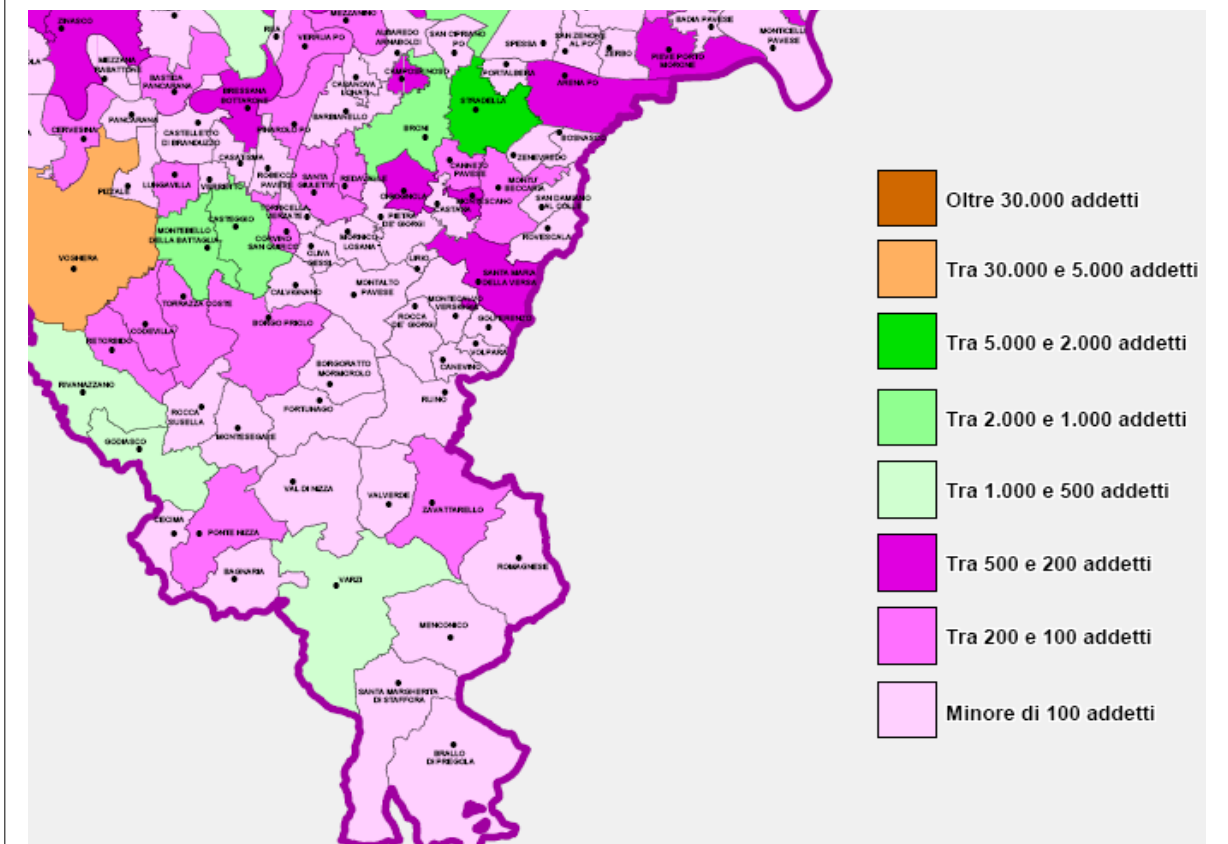 CINASCO
REA
MEZZANINO
VERRUA PO
ALBAREDO
ARNABOLDI
SAN CIPRIANO
PO
SPESSA
SAN ZENONE
AL PO
ZERBO
BADIA PAVESE
PIEVE PORTO
MORONE
MONTICELLI
PAVESE
MEZZANA
RABATTONE
BASTIDA
PANCARANA
BRESSANA
BOTTARONE
CASANOVA
LONATI
CAMPOSPINOSO
PORTALBERA
ARENA PO
STRADELLA
PANCARANA
CERVESINA
CASTELLETTO
DI BRANDUZZO
PINAROLO PO
BARBIANELLO
BRONI
BOSNASCO
ZENEVREDO
CASATISMA
ROBECCO
PAVESE
PIZZALE
LUNGAVILLA
VERRETTO
SANTA
GIULETTA
REDAVALLE
CIGOGNOLA
CANNETO
PAVESE
MONTU'
BECCARIA
CASTANA
MONTESCANO
SAN DAMIANO
AL COLLE
ROVESCALA
TORRICELLA
VERZATE
PIETRA
DE' GIORGI
MONTEBELLO
DELLA BATTAGLIA
CASTEGGIO
CORVINO
SAN QUIRICO
MORNICO
LOSANA
OLIVA
GESSI
LIRIO
VOGHERA
SANTA MARIA
DELLA VERSA
CALVIGNANO
MONTALTO
PAVESE
MONTECALVO
VERSIGGIA
TORRAZZA COSTE
BORGO PRIOLO
ROCCA
DE' GIORGI
GOLFERENZO
CODEVILLA
RETORBIDO
VOLPARA
CANEVINO
BORGORATTO
MORMOROLO
RIVANAZZANO
FORTUNAGO
RUINO
ROCCA
SUSELLA
MONTESEGALE
GODIASCO
VAL DI NIZZA
VALVERDE
ZAVATTARELLO
CECIMA
PONTE NIZZA
ROMAGNESE
BAGNARIA
VARZI
MENCONICO
SANTA MARGHERITA
DI STAFFORA
BRALLO
DI PREGOLA
Oltre 30.000 addetti
Tra 30.000 e 5.000 addetti
Tra 5.000 e 2.000 addetti
Tra 2.000 e 1.000 addetti
Tra 1.000 e 500 addetti
Tra 500 e 200 addetti
Tra 200 e 100 addetti
Minore di 100 addetti